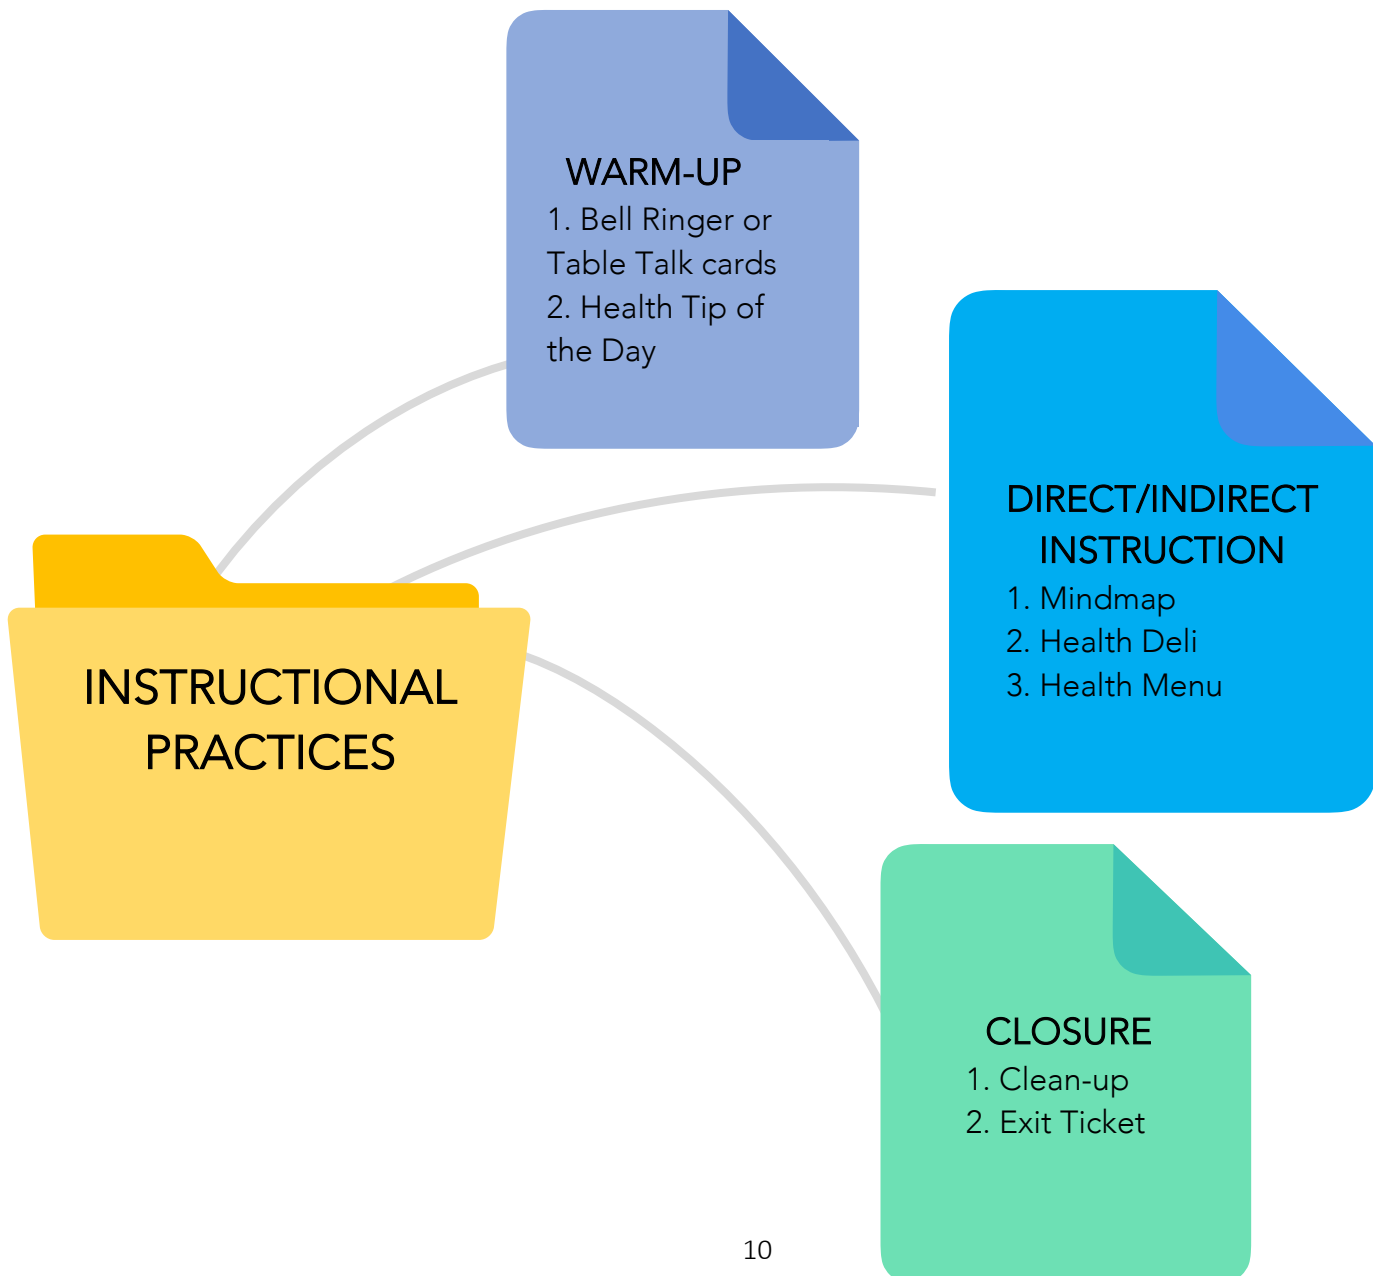 WARM-UP
1. Bell Ringer or
Table Talk cards
2. Health Tip of
the Day
DIRECT/INDIRECT
INSTRUCTION
1. Mindmap
2. Health Deli
3. Health Menu
INSTRUCTIONAL
PRACTICES
CLOSURE
1. Clean-up
2. Exit Ticket
10